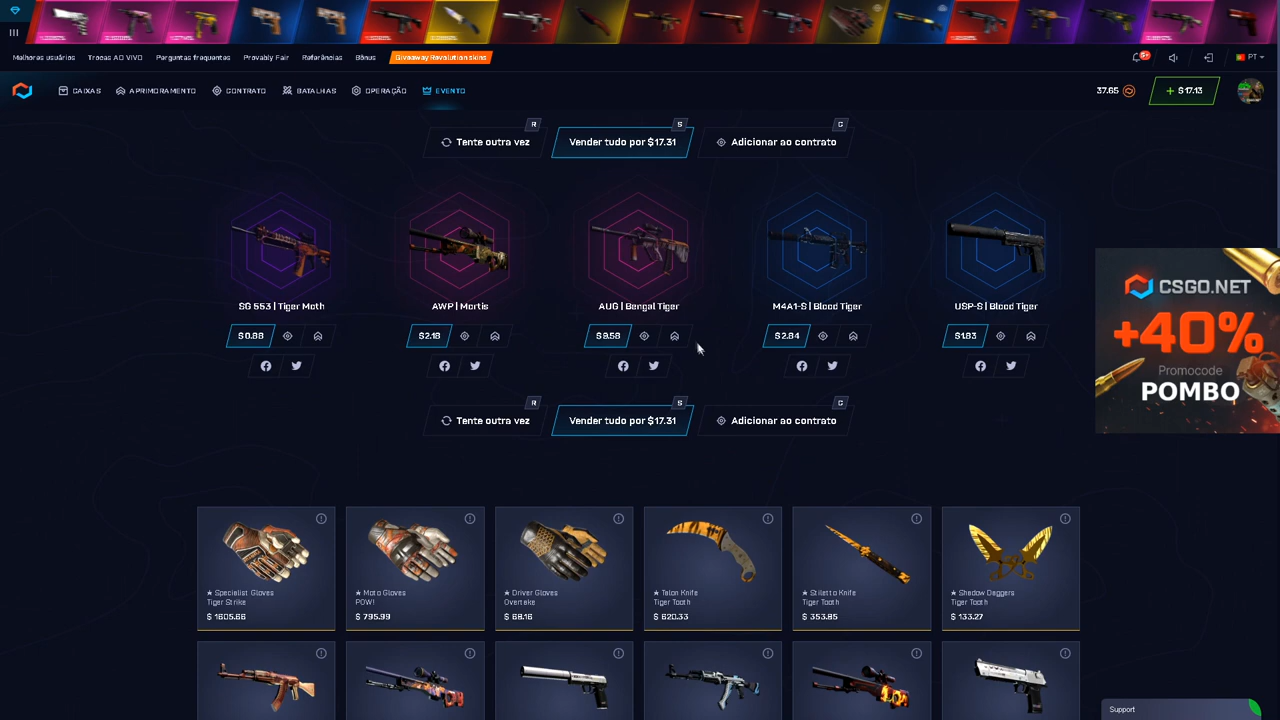 Melhores usuários Trocas AO VIVO Perguntas frequentes Provably Fair Referências Bônus Giveaway Revolution skins 9+ PT
CAIXAS APRIMORAMENTO CONTRATO BATALHAS OPERAÇÃO EVENTO 37.65 + $17.13
R S C
Tente outra vez Vender tudo por $17.31 Adicionar ao contrato
SG 553 | Tiger Moth AWP | Mortis AUG | Bengal Tiger M4A1-S | Blood Tiger USP-S | Blood Tiger
$0.88 $2.18 $9.58 $2.84 $1.83
CSGO.NET
+40%
Promocode
POMBO
R S C
Tente outra vez Vender tudo por $17.31 Adicionar ao contrato
★ Specialist Gloves
Tiger Strike
$ 1605.66
★ Moto Gloves
POW!
$ 795.99
★ Driver Gloves
Overtake
$ 68.16
★ Talon Knife
Tiger Tooth
$ 620.33
★ Stiletto Knife
Tiger Tooth
$ 353.85
★ Shadow Daggers
Tiger Tooth
$ 133.27
Support